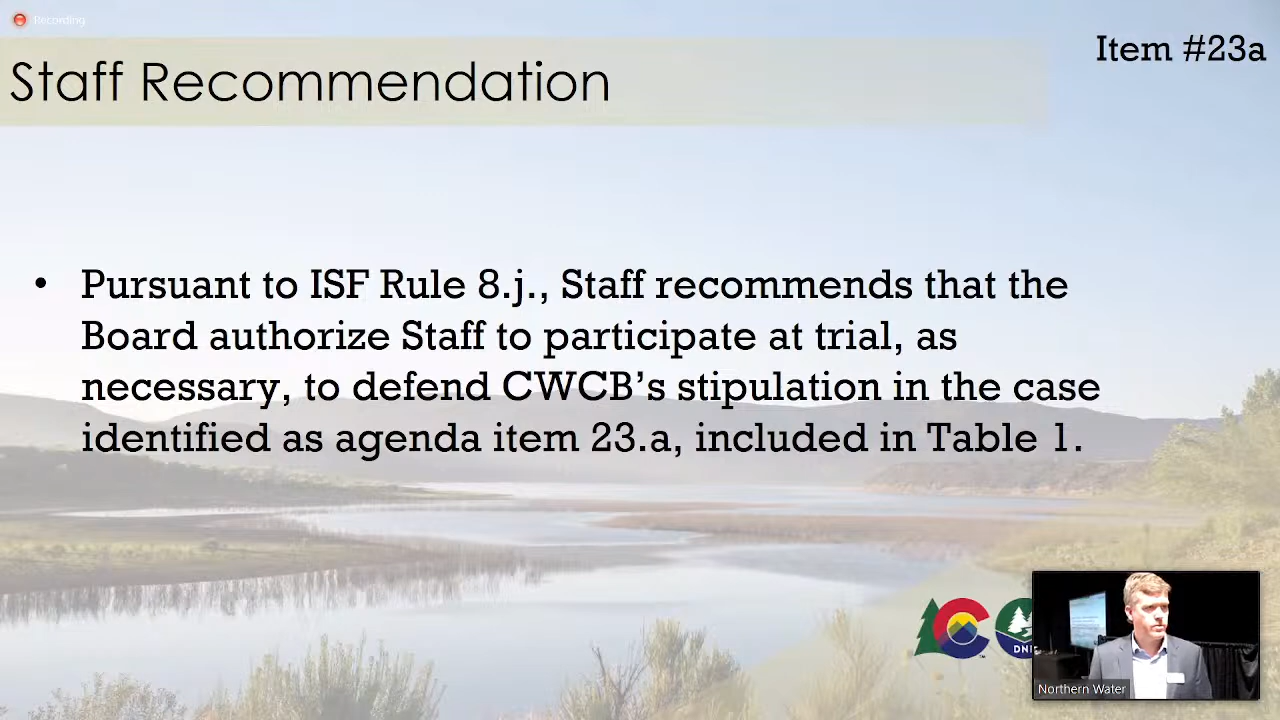 Recording
Item #23a
Staff Recommendation
• Pursuant to ISF Rule 8.j., Staff recommends that the
Board authorize Staff to participate at trial, as
necessary, to defend CWCB’s stipulation in the case
identified as agenda item 23.a, included in Table 1.
Northern Water